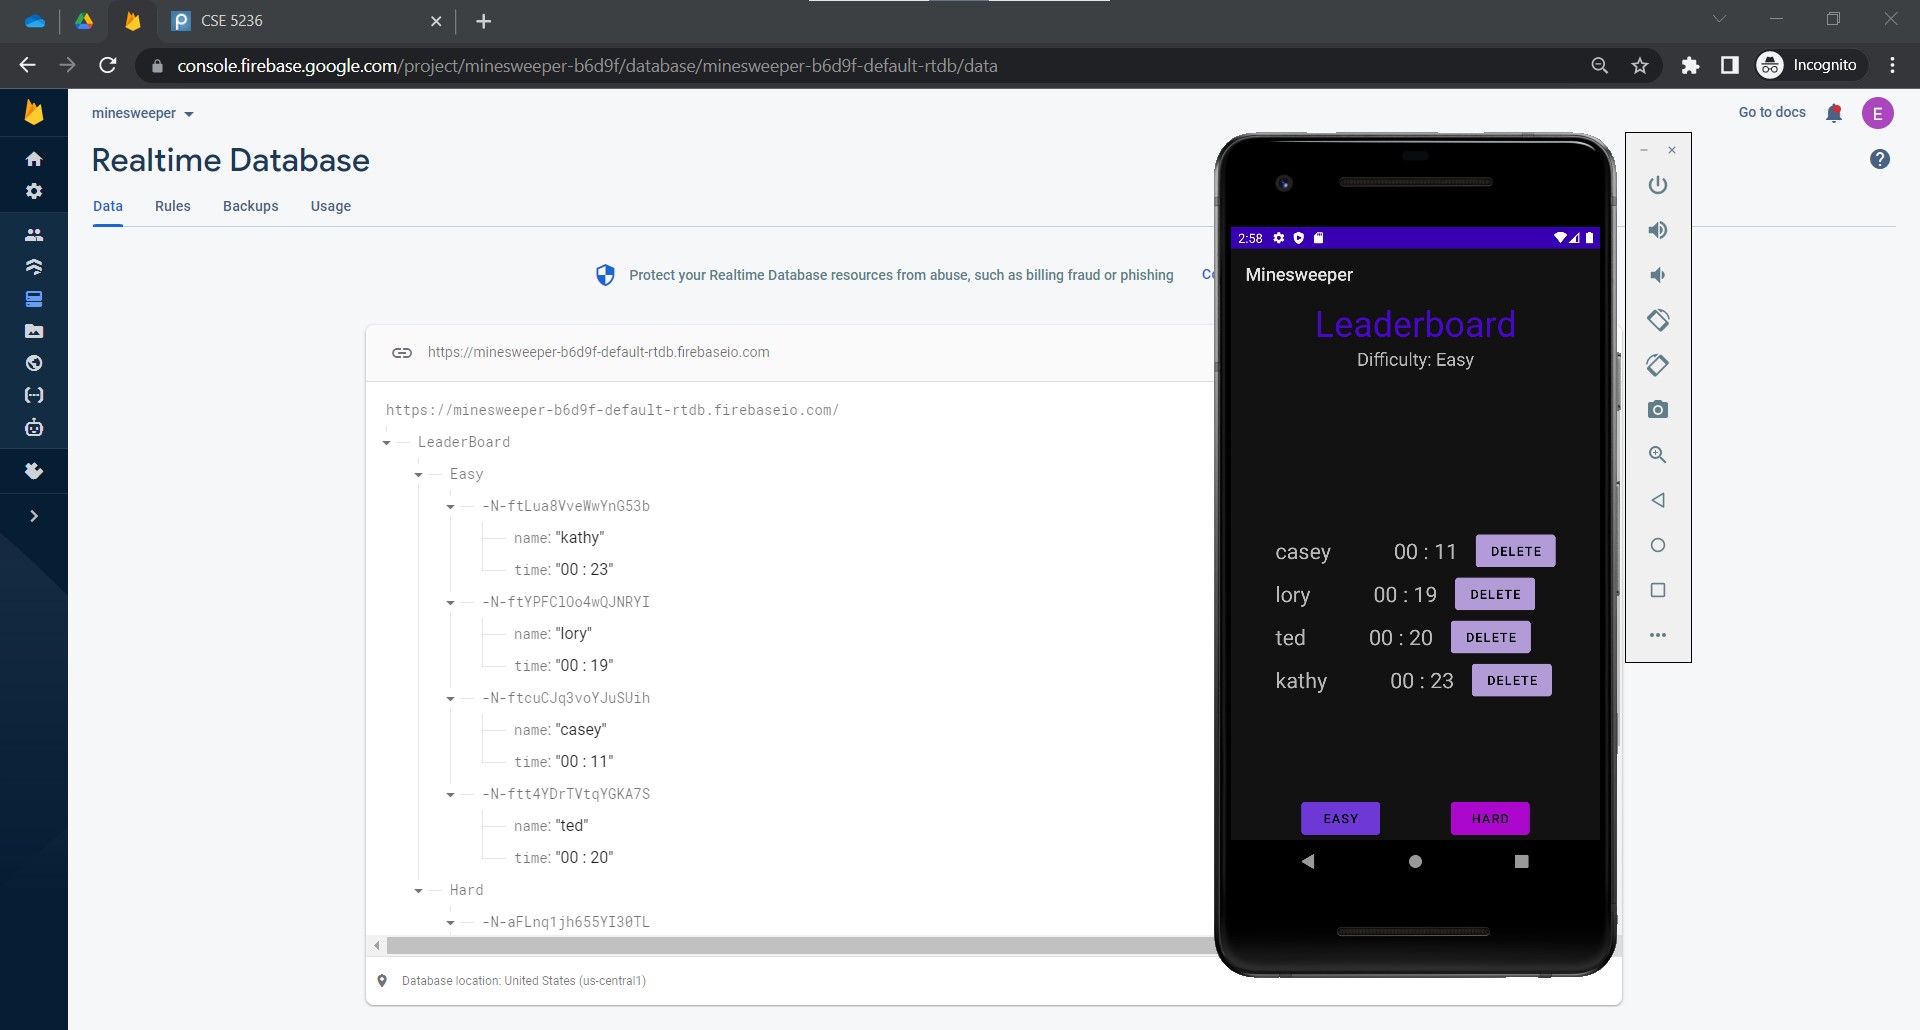 CSE 5236
console.firebase.google.com/project/minesweeper-b6d9f/database/minesweeper-b6d9f-default-rtdb/data
Incognito
minesweeper
Go to docs
E
Realtime Database
Data Rules Backups Usage
Protect your Realtime Database resources from abuse, such as billing fraud or phishing
https://minesweeper-b6d9f-default-rtdb.firebaseio.com
https://minesweeper-b6d9f-default-rtdb.firebaseio.com/
LeaderBoard
Easy
-N-ftLua8VveWwYnG53b
name: "kathy"
time: "00 : 23"
-N-ftYPFClOo4wQJNRYI
name: "lory"
time: "00 : 19"
-N-ftcuCJq3voYJuSUih
name: "casey"
time: "00 : 11"
-N-ftt4YDrTVtqYGKA7S
name: "ted"
time: "00 : 20"
Hard
-N-aFLnq1jh655YI30TL
Database location: United States (us-central1)
2:58
Minesweeper
Leaderboard
Difficulty: Easy
casey 00 : 11 DELETE
lory 00 : 19 DELETE
ted 00 : 20 DELETE
kathy 00 : 23 DELETE
EASY HARD